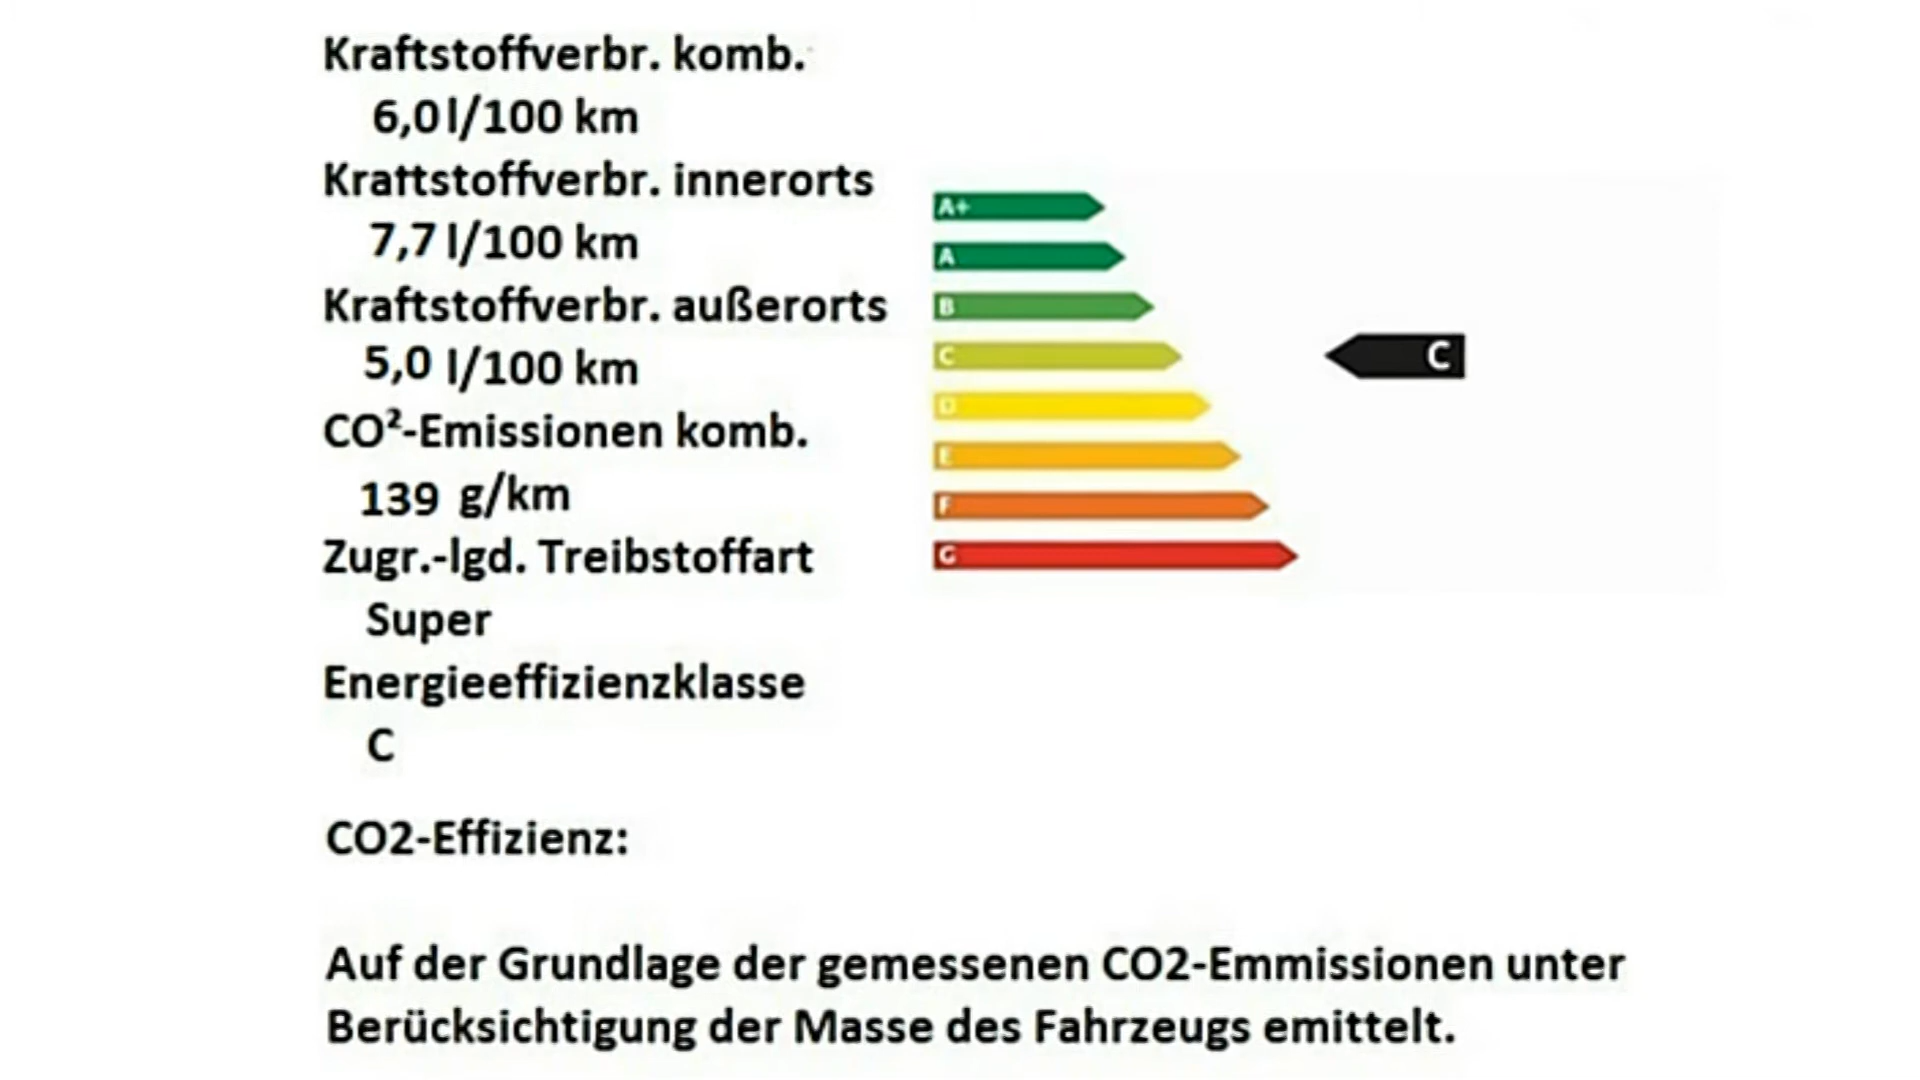 Kraftstoffverbr. komb.
6,0 l/100 km
Kraftstoffverbr. innerorts
7,7 l/100 km
Kraftstoffverbr. außerorts
5,0 l/100 km
CO²-Emissionen komb.
139 g/km
Zugr.-lgd. Treibstoffart
Super
Energieeffizienzklasse
C
A+
A
B
C
D
E
F
G
C
CO2-Effizienz:
Auf der Grundlage der gemessenen CO2-Emmissionen unter
Berücksichtigung der Masse des Fahrzeugs emittelt.